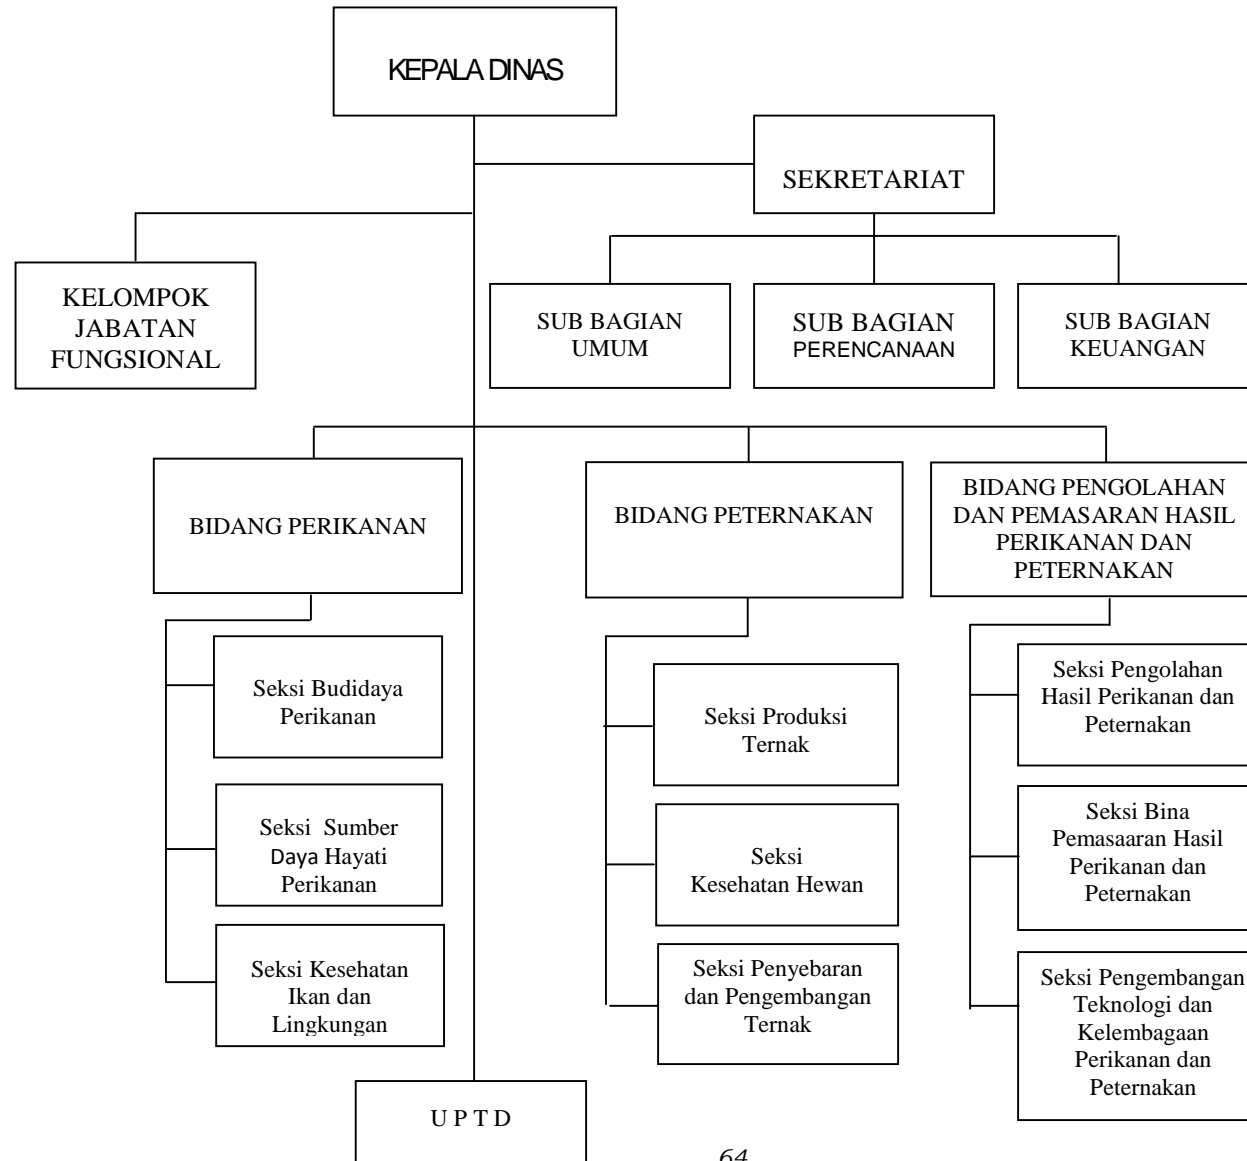 KEPALA DINAS
SEKRETARIAT
KELOMPOK
JABATAN
FUNGSIONAL
SUB BAGIAN
UMUM
SUB BAGIAN
PERENCANAAN
SUB BAGIAN
KEUANGAN
BIDANG PERIKANAN
BIDANG PETERNAKAN
BIDANG PENGOLAHAN
DAN PEMASARAN HASIL
PERIKANAN DAN
PETERNAKAN
Seksi Budidaya
Perikanan
Seksi Sumber
Daya Hayati
Perikanan
Seksi Kesehatan
Ikan dan
Lingkungan
Seksi Produksi
Ternak
Seksi
Kesehatan Hewan
Seksi Penyebaran
dan Pengembangan
Ternak
Seksi Pengolahan
Hasil Perikanan dan
Peternakan
Seksi Bina
Pemasaaran Hasil
Perikanan dan
Peternakan
Seksi Pengembangan
Teknologi dan
Kelembagaan
Perikanan dan
Peternakan
U P T D
64